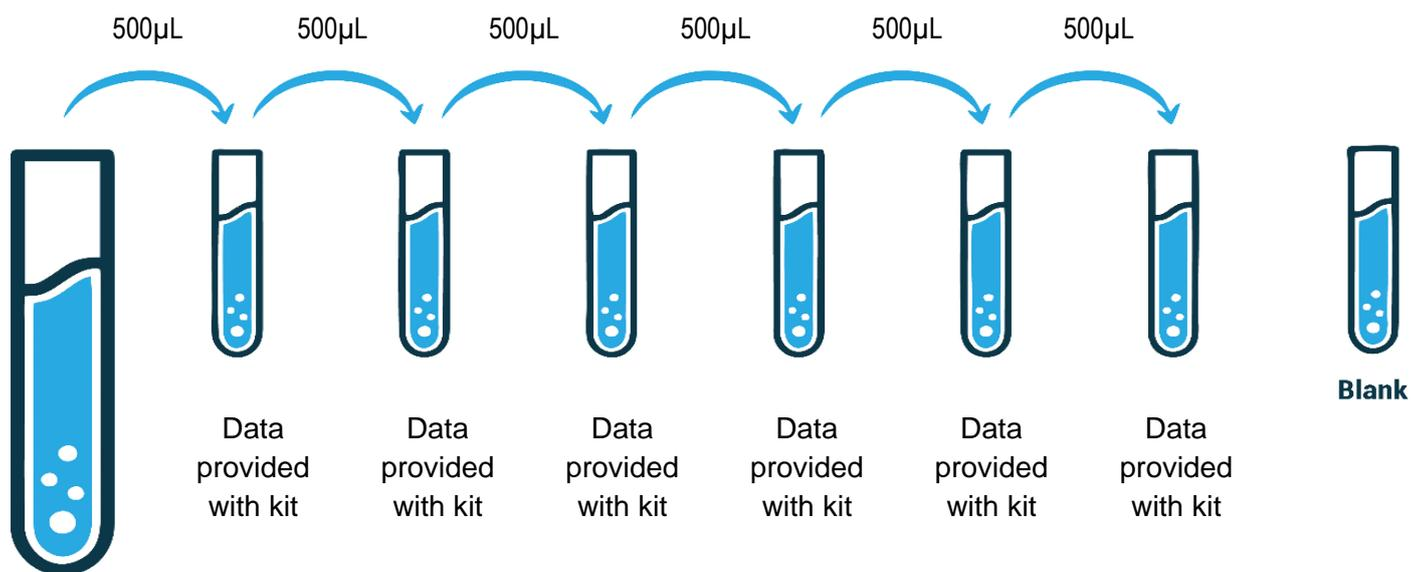 500µL 500µL 500µL 500µL 500µL 500µL
Blank
Data Data Data Data Data Data
provided provided provided provided provided provided
with kit with kit with kit with kit with kit with kit